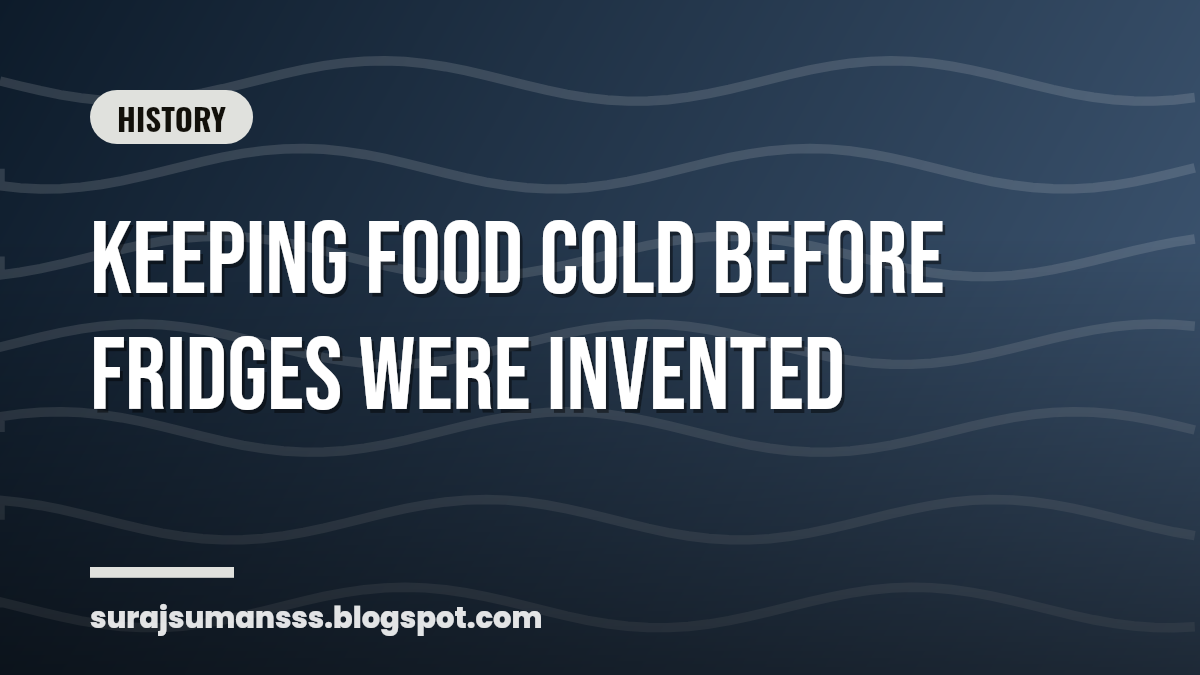 HISTORY
KEEPING FOOD COLD BEFORE
FRIDGES WERE INVENTED
surajsumansss.blogspot.com